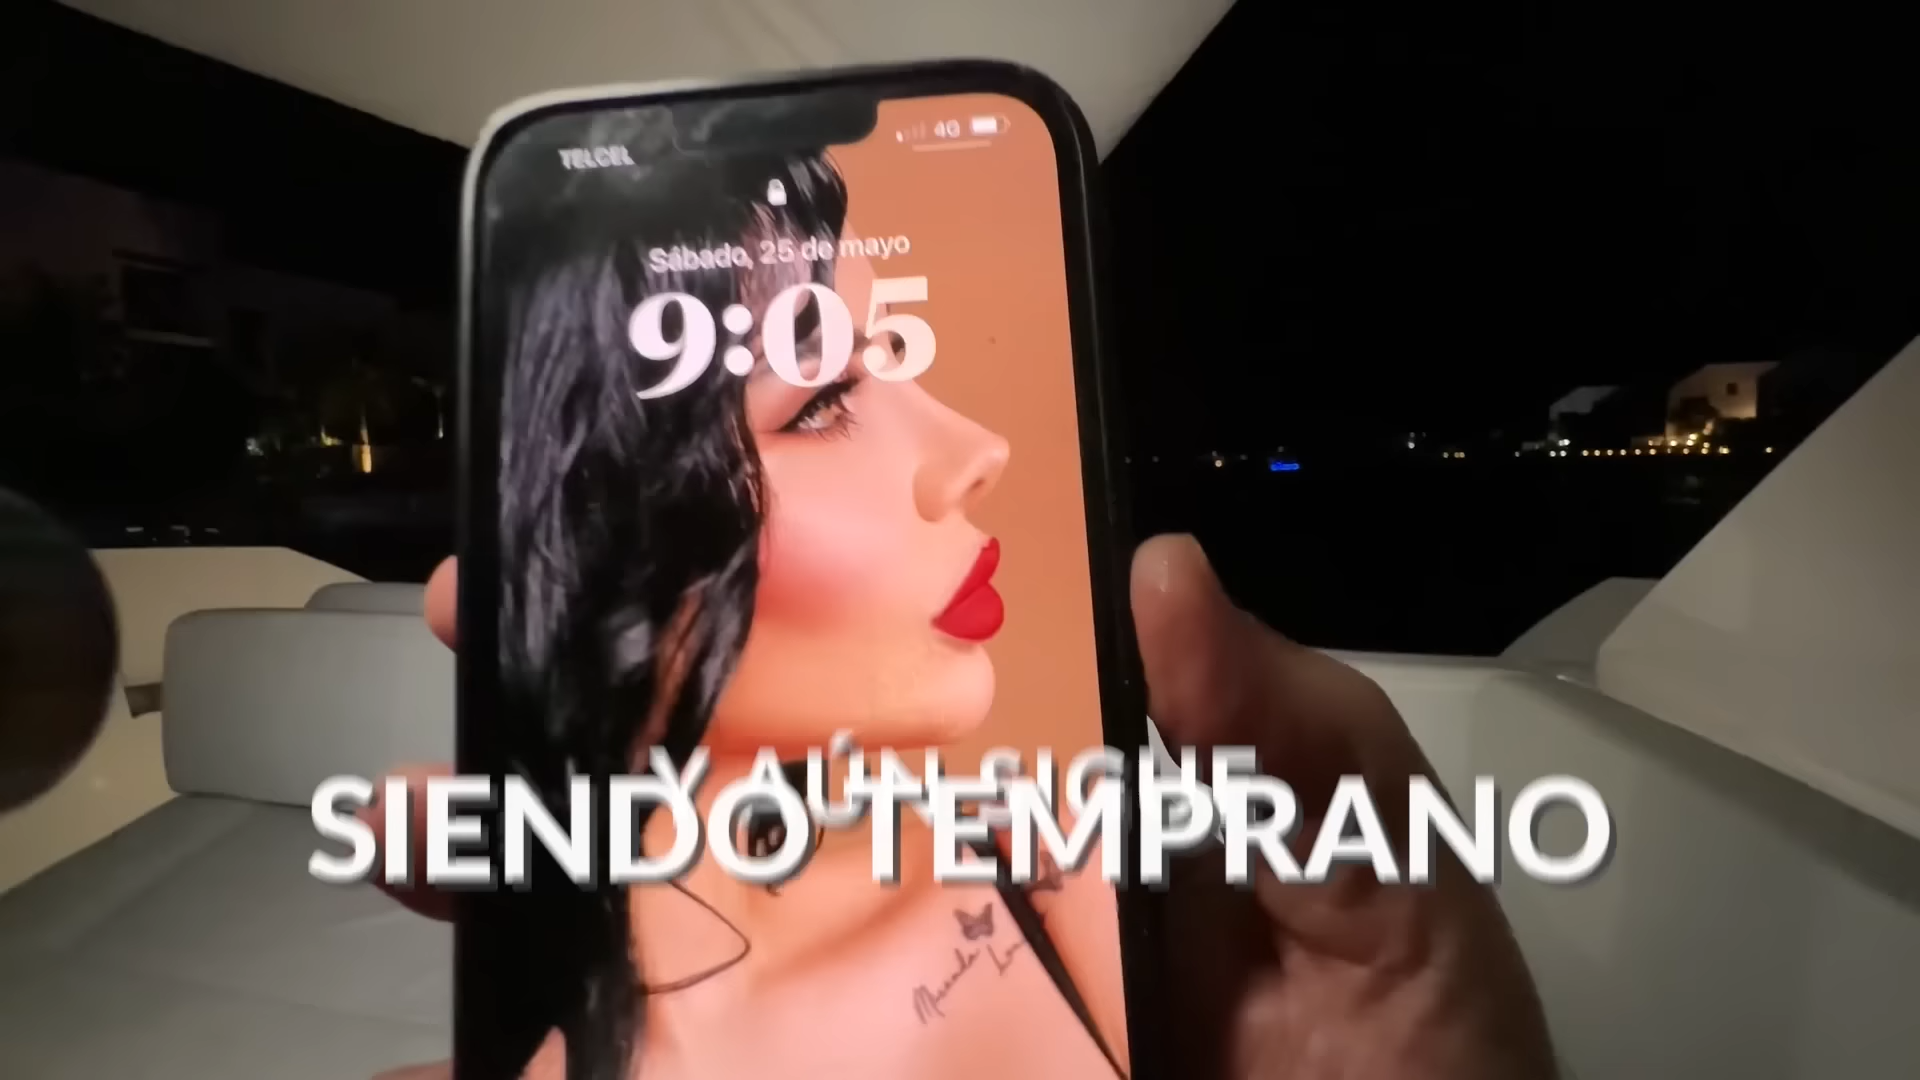 TELCEL
4G
Sábado, 25 de mayo
9:05
Y AÚN SIGUE
SIENDO TEMPRANO